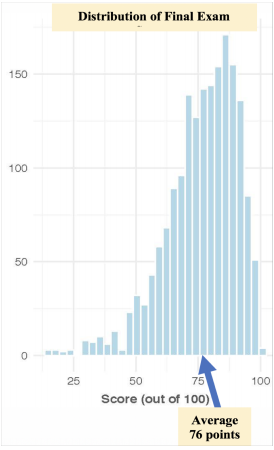 Distribution of Final Exam
150
100
50
0
25
50
75
100
Score (out of 100)
Average
76 points